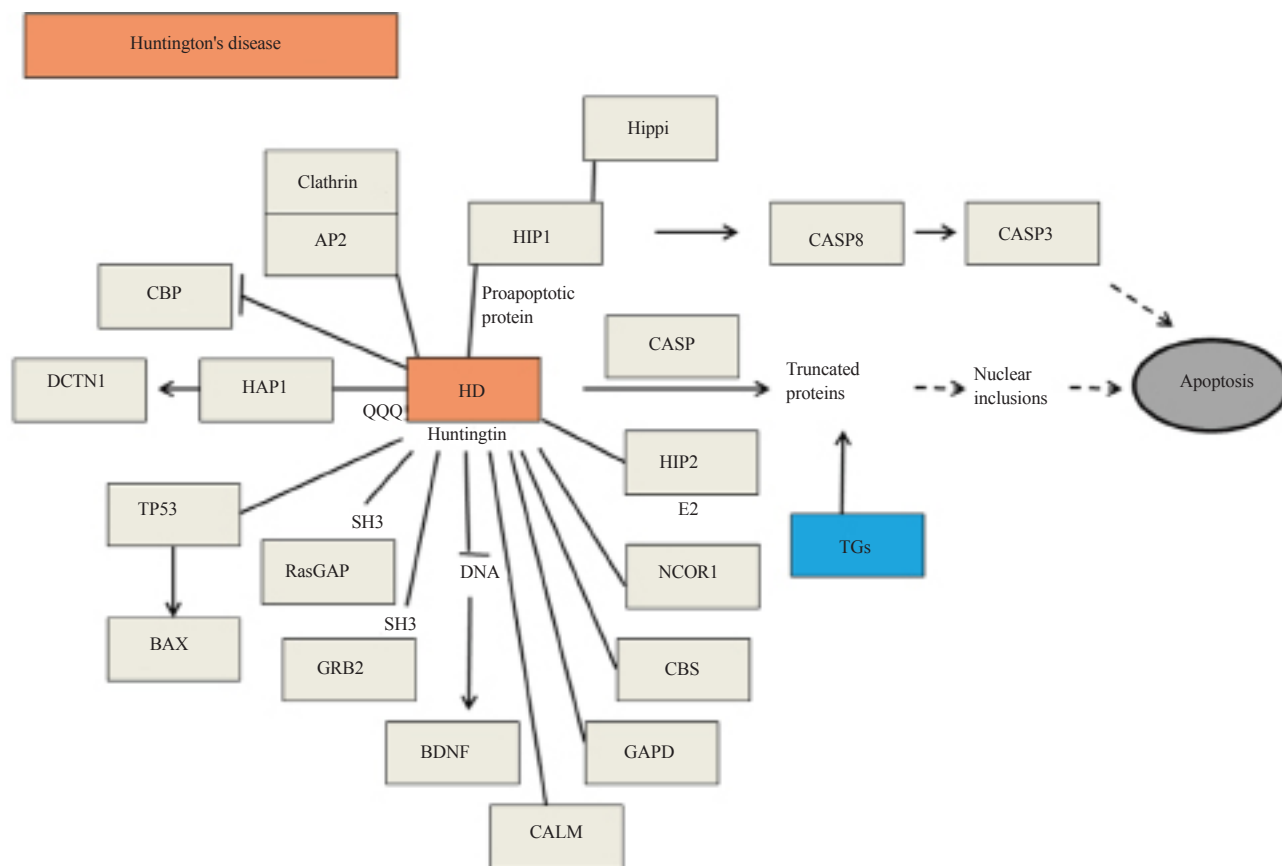 Huntington's disease
Hippi
Clathrin
AP2
HIP1
CASP8
CASP3
CBP
Proapoptotic
protein
CASP
DCTN1
HAP1
HD
Truncated
proteins
Nuclear
inclusions
Apoptosis
QQQ
Huntingtin
HIP2
E2
TP53
SH3
TGs
RasGAP
DNA
NCOR1
SH3
BAX
GRB2
CBS
BDNF
GAPD
CALM